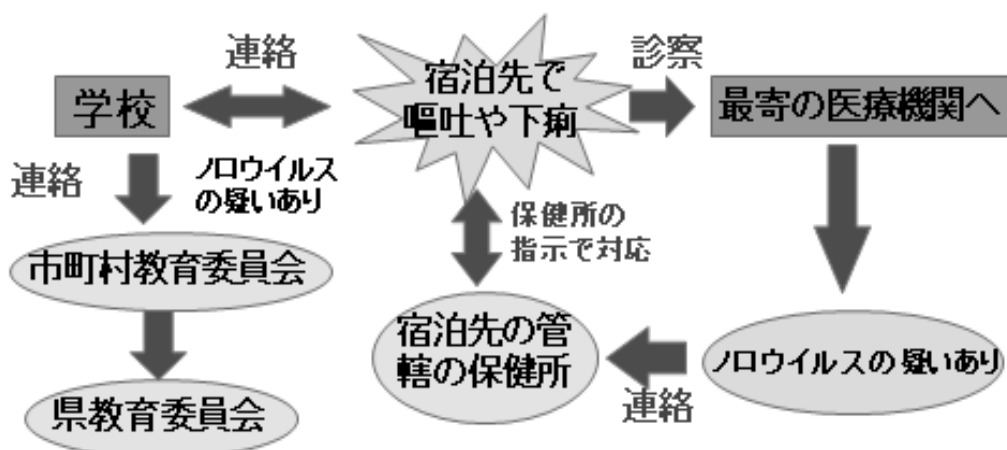 連絡
宿泊先で
嘔吐や下痢
診察
学校
最寄の医療機関へ
連絡
ノロウイルス
の疑いあり
保健所の
指示で対応
市町村教育委員会
宿泊先の管
轄の保健所
ノロウイルスの疑いあり
連絡
県教育委員会